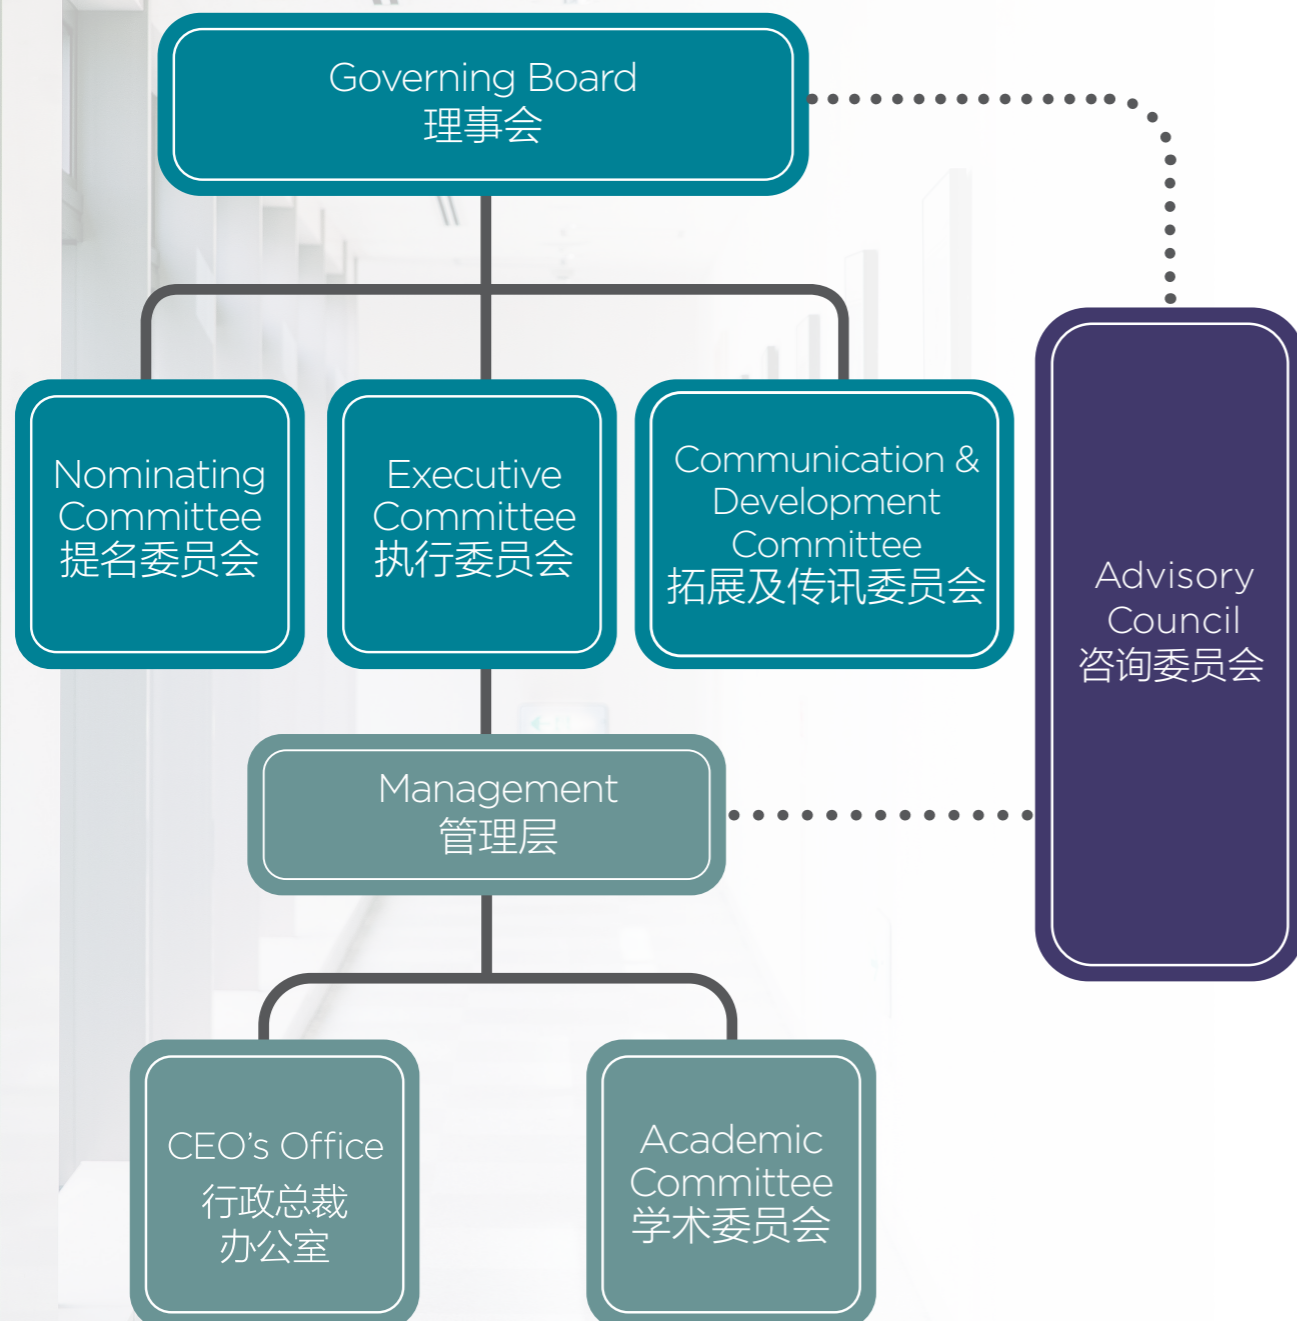 Governing Board
理事会
Nominating
Committee
提名委员会
Executive
Committee
执行委员会
Communication &
Development
Committee
拓展及传讯委员会
Advisory
Council
咨询委员会
Management
管理层
CEO’s Office
行政总裁
办公室
Academic
Committee
学术委员会